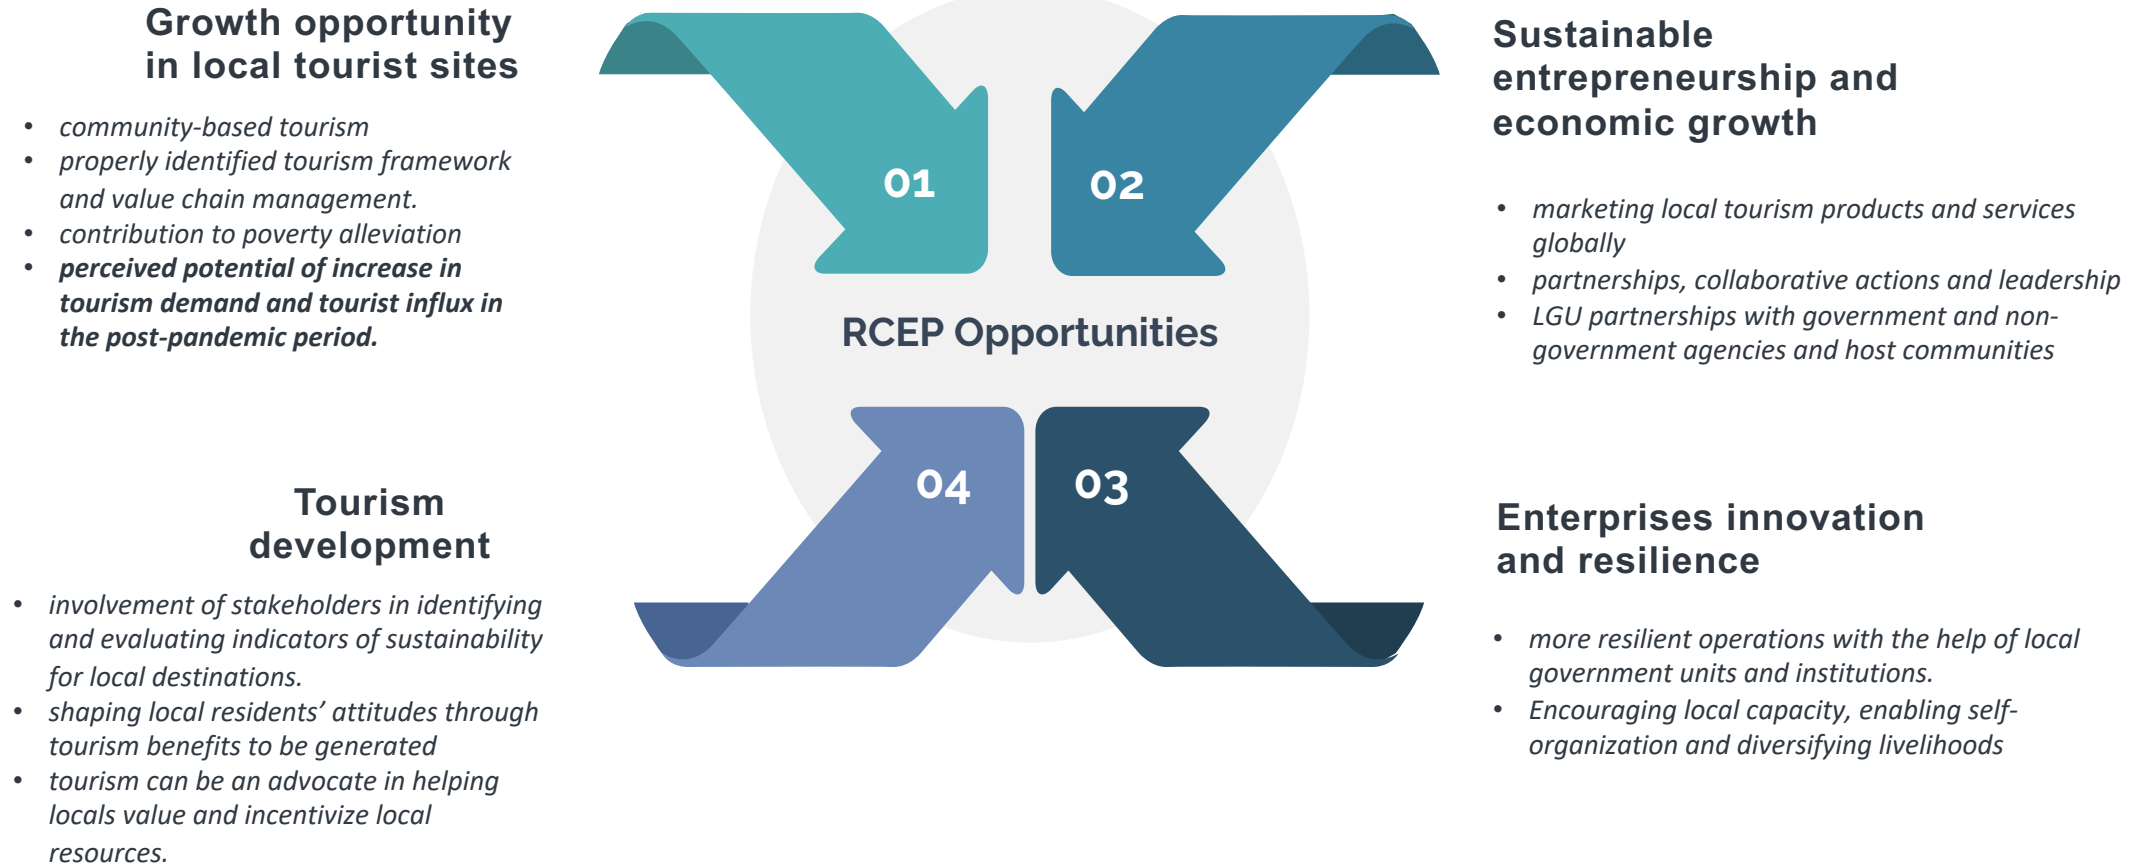 Growth opportunity
in local tourist sites
• community-based tourism
• properly identified tourism framework
and value chain management.
• contribution to poverty alleviation
• perceived potential of increase in
tourism demand and tourist influx in
the post-pandemic period.
01
02
Sustainable
entrepreneurship and
economic growth
• marketing local tourism products and services
globally
• partnerships, collaborative actions and leadership
• LGU partnerships with government and non-
government agencies and host communities
RCEP Opportunities
04
03
Tourism
development
• involvement of stakeholders in identifying
and evaluating indicators of sustainability
for local destinations.
• shaping local residents’ attitudes through
tourism benefits to be generated
• tourism can be an advocate in helping
locals value and incentivize local
resources.
Enterprises innovation
and resilience
• more resilient operations with the help of local
government units and institutions.
• Encouraging local capacity, enabling self-
organization and diversifying livelihoods